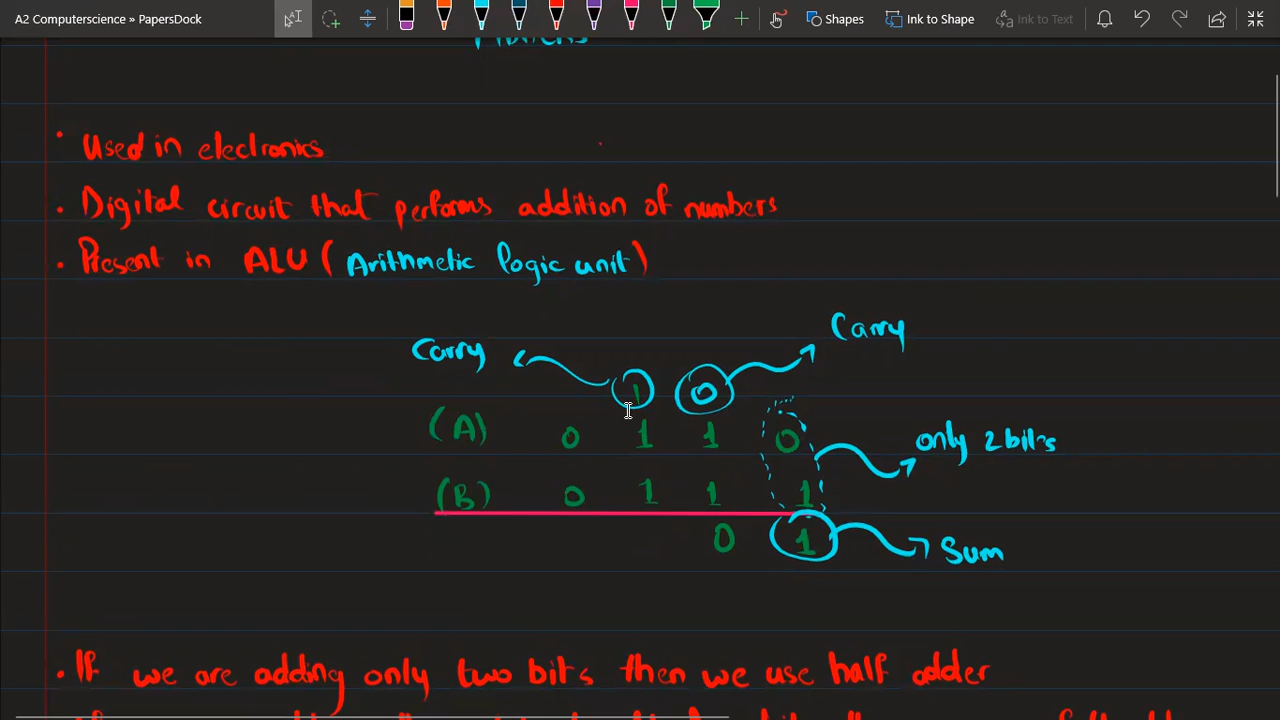 A2 Computerscience » PapersDock
Shapes
Ink to Shape
Ink to Text
Adders
• Used in electronics
• Digital circuit that performs addition of numbers
• Present in ALU (Arithmetic logic unit)
Carry
Carry
1 0
(A) 0 1 1 0
only 2 bits
(B) 0 1 1 1
0 1
Sum
• If we are adding only two bits then we use half adder